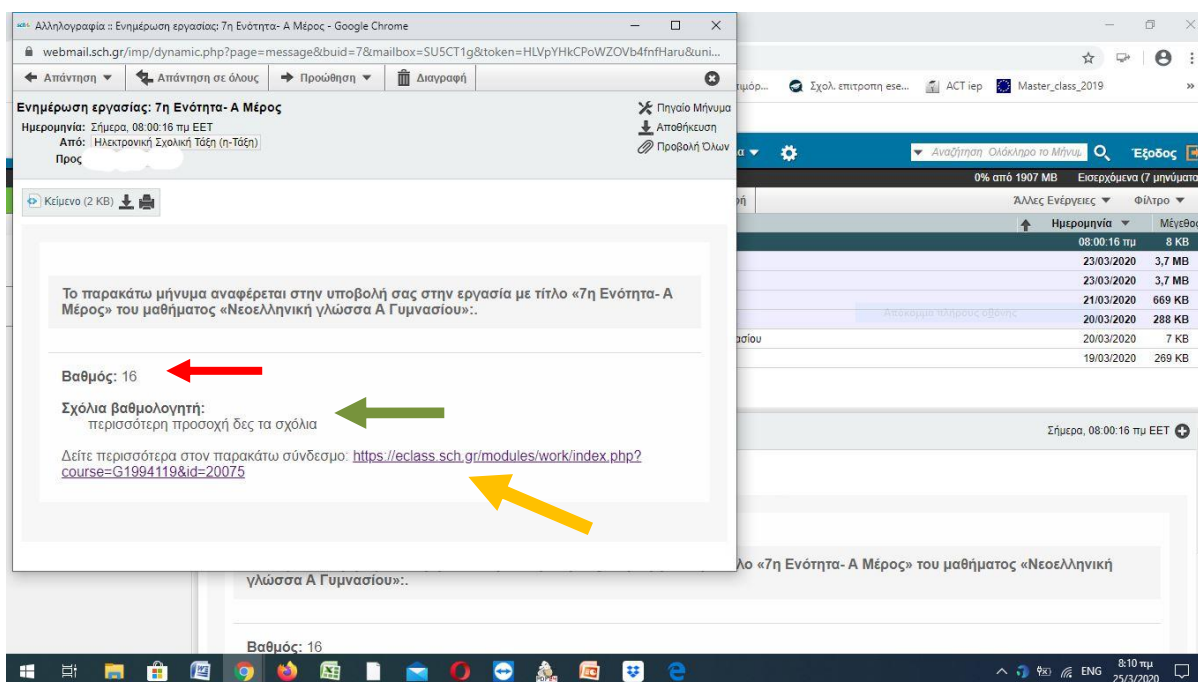 Αλληλογραφία :: Ενημέρωση εργασίας: 7η Ενότητα- Α Μέρος - Google Chrome
webmail.sch.gr/imp/dynamic.php?page=message&buid=7&mailbox=SU5CT1g&token=HLVpYHkCPoWZOVb4fnfHaru&uni...
Απάντηση Απάντηση σε όλους Προώθηση Διαγραφή
Σχολ. επιτροπη ese... ACT iep Master_class_2019 »
Ενημέρωση εργασίας: 7η Ενότητα- Α Μέρος
Πηγαίο Μήνυμα
Ημερομηνία: Σήμερα, 08:00:16 πμ EET
Αποθήκευση
Από: Ηλεκτρονική Σχολική Τάξη (η-Τάξη)
Προβολή Όλων
Προς
Αναζήτηση Ολόκληρο το Μήνυμ Έξοδος
0% από 1907 MB Εισερχόμενα (7 μηνύματα
Κείμενο (2 KB)
Άλλες Ενέργειες Φίλτρο
Ημερομηνία Μέγεθος
08:00:16 πμ 8 KB
23/03/2020 3,7 MB
23/03/2020 3,7 MB
21/03/2020 669 KB
20/03/2020 288 KB
Απόκομμα πλήρους οθόνης
20/03/2020 7 KB
19/03/2020 269 KB
Το παρακάτω μήνυμα αναφέρεται στην υποβολή σας στην εργασία με τίτλο «7η Ενότητα- Α
Μέρος» του μαθήματος «Νεοελληνική γλώσσα Α Γυμνασίου»:.
Βαθμός: 16
Σχόλια βαθμολογητή:
περισσότερη προσοχή δες τα σχόλια
Δείτε περισσότερα στον παρακάτω σύνδεσμο: https://eclass.sch.gr/modules/work/index.php?
course=G1994119&id=20075
Σήμερα, 08:00:16 πμ EET
«7η Ενότητα- Α Μέρος» του μαθήματος «Νεοελληνική
γλώσσα Α Γυμνασίου»:.
Βαθμός: 16
ENG 8:10 πμ
25/3/2020